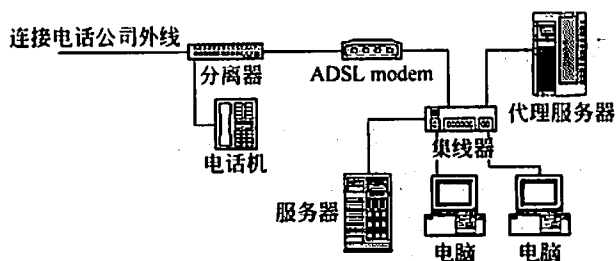 连接电话公司外线
分离器
ADSL modem
代理服务器
电话机
集线器
服务器
电脑
电脑